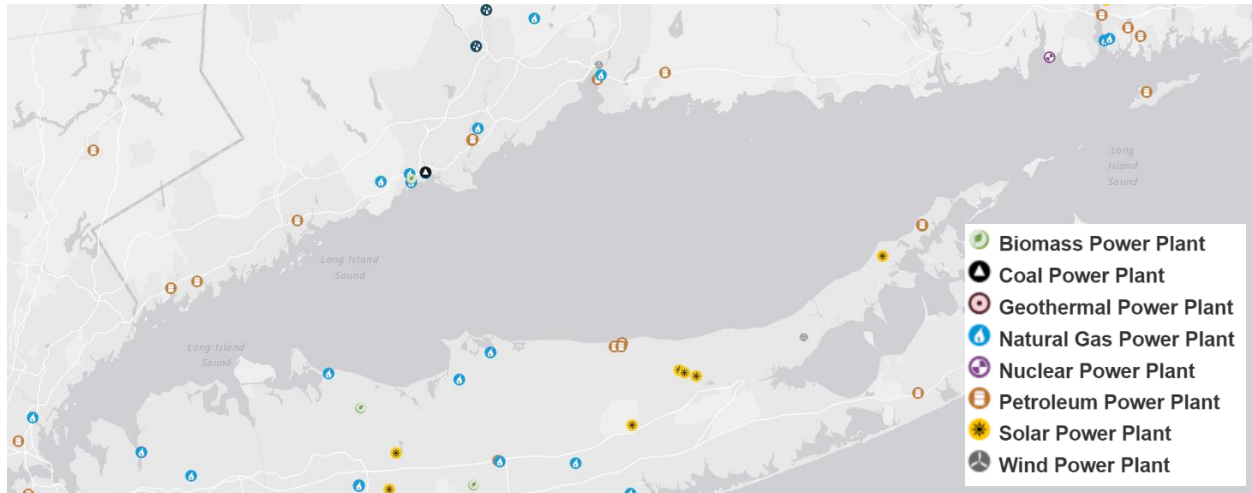 Long
Island
Sound
Long Island
Sound
Long Island
Sound
Biomass Power Plant
Coal Power Plant
Geothermal Power Plant
Natural Gas Power Plant
Nuclear Power Plant
Petroleum Power Plant
Solar Power Plant
Wind Power Plant